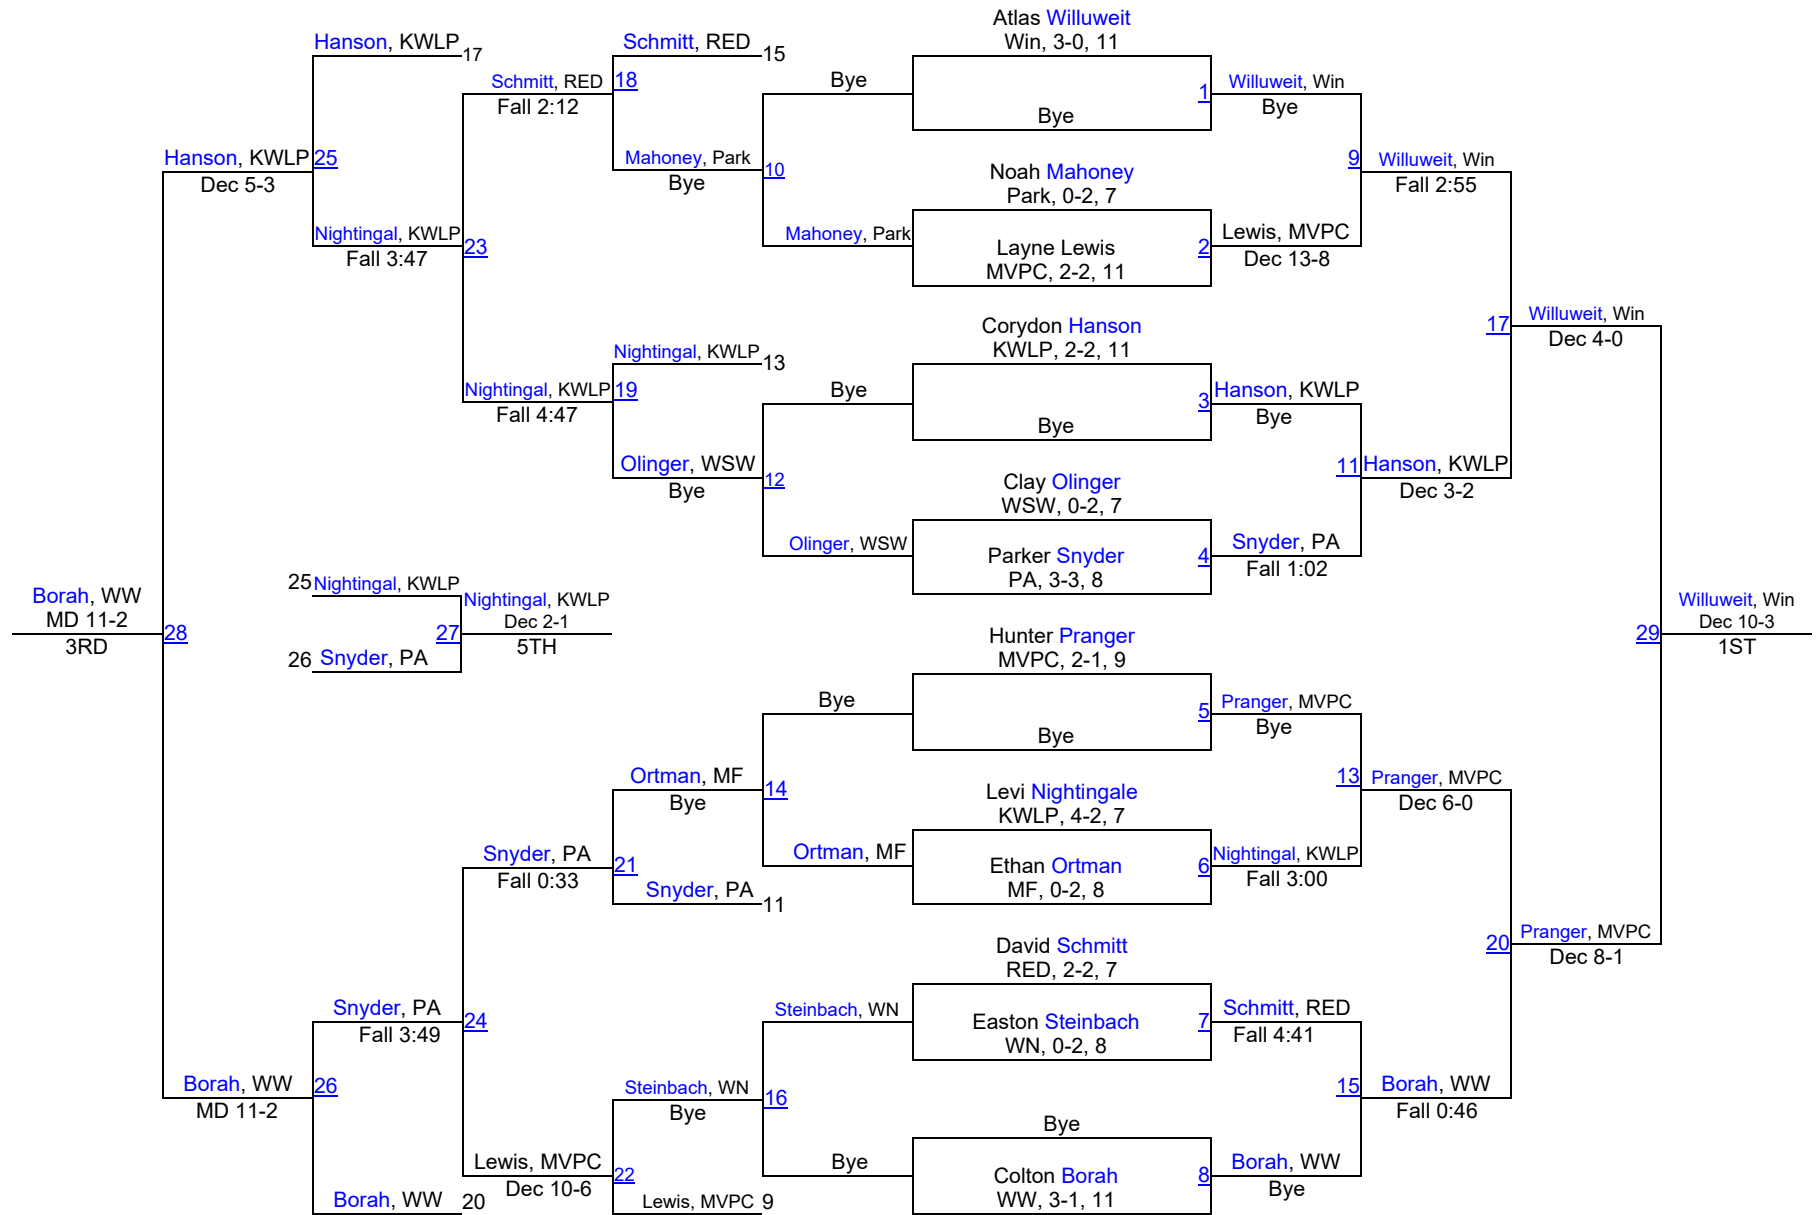 Atlas Willuweit
Win, 3-0, 11
Bye
1
Noah Mahoney
Park, 0-2, 7
Layne Lewis
MVPC, 2-2, 11
2
Corydon Hanson
KWLP, 2-2, 11
Bye
3
Clay Olinger
WSW, 0-2, 7
Parker Snyder
PA, 3-3, 8
4
Hunter Pranger
MVPC, 2-1, 9
Bye
5
Levi Nightingale
KWLP, 4-2, 7
Ethan Ortman
MF, 0-2, 8
6
David Schmitt
RED, 2-2, 7
Easton Steinbach
WN, 0-2, 8
7
Bye
Colton Borah
WW, 3-1, 11
8
Willuweit, Win
Bye
9
Lewis, MVPC
Dec 13-8
Hanson, KWLP
Bye
11
Snyder, PA
Fall 1:02
Pranger, MVPC
Bye
13
Nightingal, KWLP
Fall 3:00
Schmitt, RED
Fall 4:41
15
Borah, WW
Bye
Willuweit, Win
Fall 2:55
17
Hanson, KWLP
Dec 3-2
Pranger, MVPC
Dec 6-0
20
Borah, WW
Fall 0:46
Willuweit, Win
Dec 4-0
29
Pranger, MVPC
Dec 8-1
Willuweit, Win
Dec 10-3
1ST
Bye
10
Mahoney, Park
Bye
12
Olinger, WSW
Bye
14
Ortman, MF
Steinbach, WN
16
Bye
Schmitt, RED 15
18
Mahoney, Park
Bye
Nightingal, KWLP 13
19
Olinger, WSW
Bye
Ortman, MF
Bye
21
Snyder, PA 11
Steinbach, WN
Bye
22
Lewis, MVPC 9
Schmitt, RED
Fall 2:12
23
Nightingal, KWLP
Fall 4:47
Snyder, PA
Fall 0:33
24
Lewis, MVPC
Dec 10-6
Hanson, KWLP 17
25
Nightingal, KWLP
Fall 3:47
Snyder, PA
Fall 3:49
26
Borah, WW 20
Hanson, KWLP
Dec 5-3
28
Borah, WW
MD 11-2
Borah, WW
MD 11-2
3RD
25 Nightingal, KWLP
27
26 Snyder, PA
Nightingal, KWLP
Dec 2-1
5TH